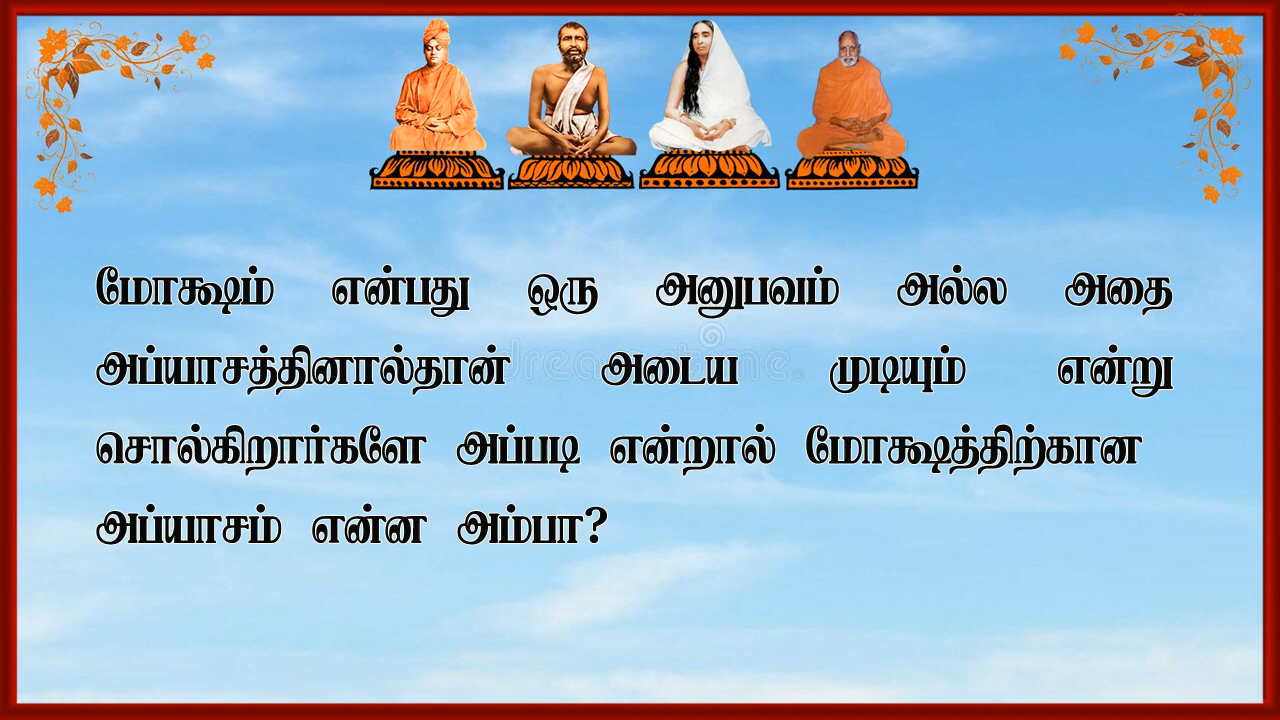 மோக்ஷம் என்பது ஒரு அனுபவம் அல்ல அதை
அப்யாசத்தினால்தான் அடைய முடியும் என்று
சொல்கிறார்களே அப்படி என்றால் மோக்ஷத்திற்கான
அப்யாசம் என்ன அம்பா?